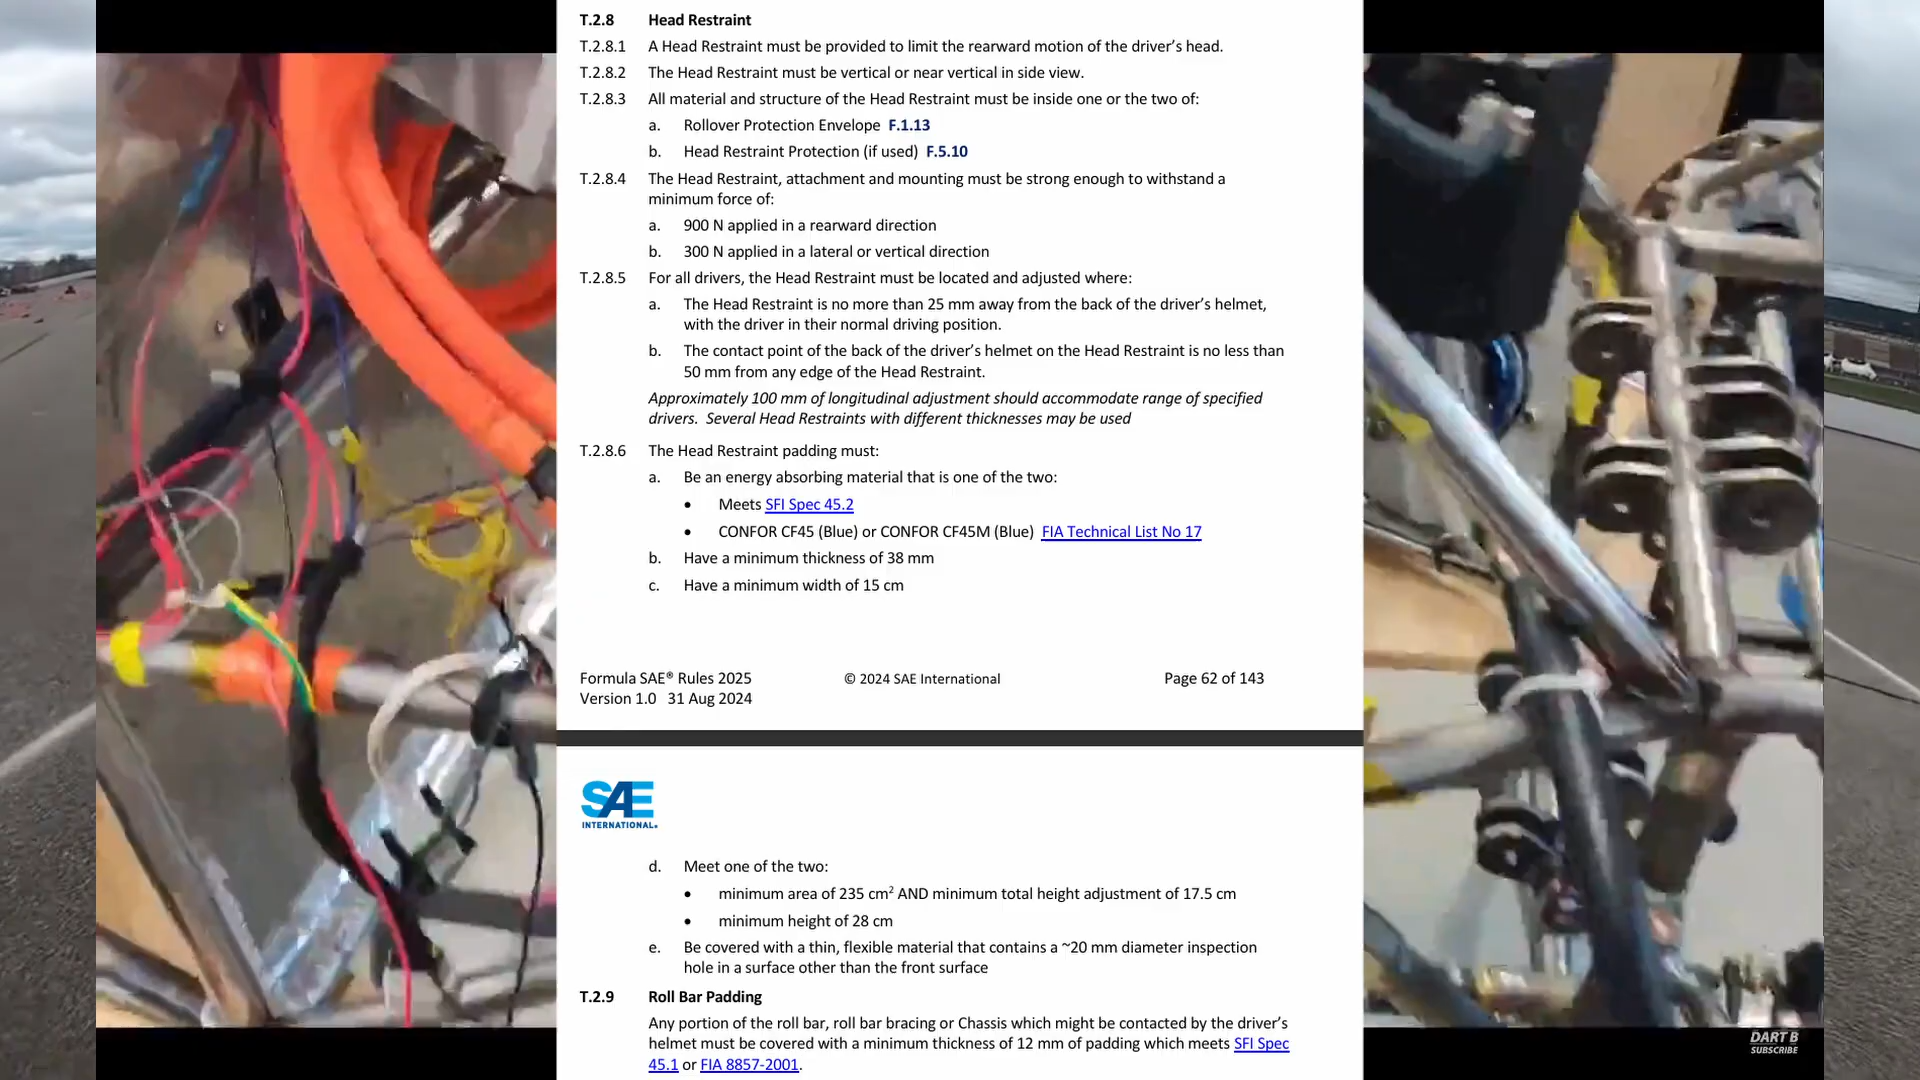 T.2.8 Head Restraint
T.2.8.1 A Head Restraint must be provided to limit the rearward motion of the driver's head.
T.2.8.2 The Head Restraint must be vertical or near vertical in side view.
T.2.8.3 All material and structure of the Head Restraint must be inside one or the two of:
a. Rollover Protection Envelope F.1.13
b. Head Restraint Protection (if used) F.5.10
T.2.8.4 The Head Restraint, attachment and mounting must be strong enough to withstand a
minimum force of:
a. 900 N applied in a rearward direction
b. 300 N applied in a lateral or vertical direction
T.2.8.5 For all drivers, the Head Restraint must be located and adjusted where:
a. The Head Restraint is no more than 25 mm away from the back of the driver's helmet,
with the driver in their normal driving position.
b. The contact point of the back of the driver's helmet on the Head Restraint is no less than
50 mm from any edge of the Head Restraint.
Approximately 100 mm of longitudinal adjustment should accommodate range of specified
drivers. Several Head Restraints with different thicknesses may be used
T.2.8.6 The Head Restraint padding must:
a. Be an energy absorbing material that is one of the two:
• Meets SFI Spec 45.2
• CONFOR CF45 (Blue) or CONFOR CF45M (Blue) FIA Technical List No 17
b. Have a minimum thickness of 38 mm
c. Have a minimum width of 15 cm
Formula SAE® Rules 2025 © 2024 SAE International Page 62 of 143
Version 1.0 31 Aug 2024
SAE
INTERNATIONAL.
d. Meet one of the two:
• minimum area of 235 cm² AND minimum total height adjustment of 17.5 cm
• minimum height of 28 cm
e. Be covered with a thin, flexible material that contains a ~20 mm diameter inspection
hole in a surface other than the front surface
T.2.9 Roll Bar Padding
Any portion of the roll bar, roll bar bracing or Chassis which might be contacted by the driver's
helmet must be covered with a minimum thickness of 12 mm of padding which meets SFI Spec
45.1 or FIA 8857-2001.
DART B
SUBSCRIBE